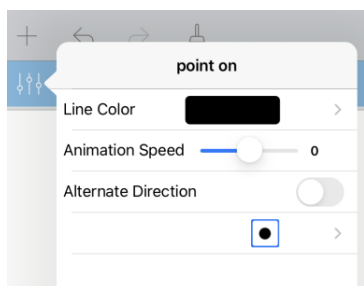 point on
Line Color
Animation Speed 0
Alternate Direction